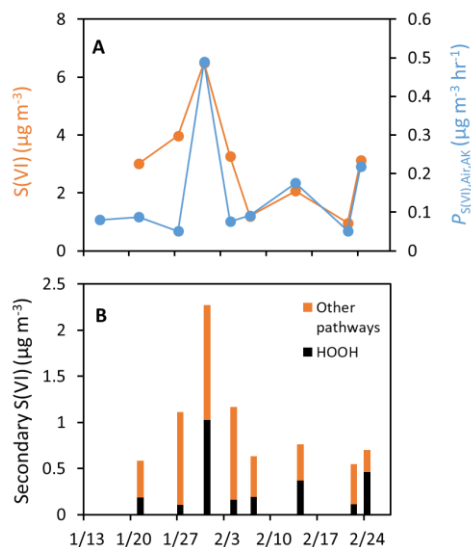 A
8
6
4
2
0
S(VI) (µg m⁻³)
0.6
0.5
0.4
0.3
0.2
0.1
0
P_S(VI),Air,AK (µg m⁻³ hr⁻¹)
B
2.5
2
1.5
1
0.5
0
Secondary S(VI) (µg m⁻³)
Other
pathways
HOOH
1/13 1/20 1/27 2/3 2/10 2/17 2/24